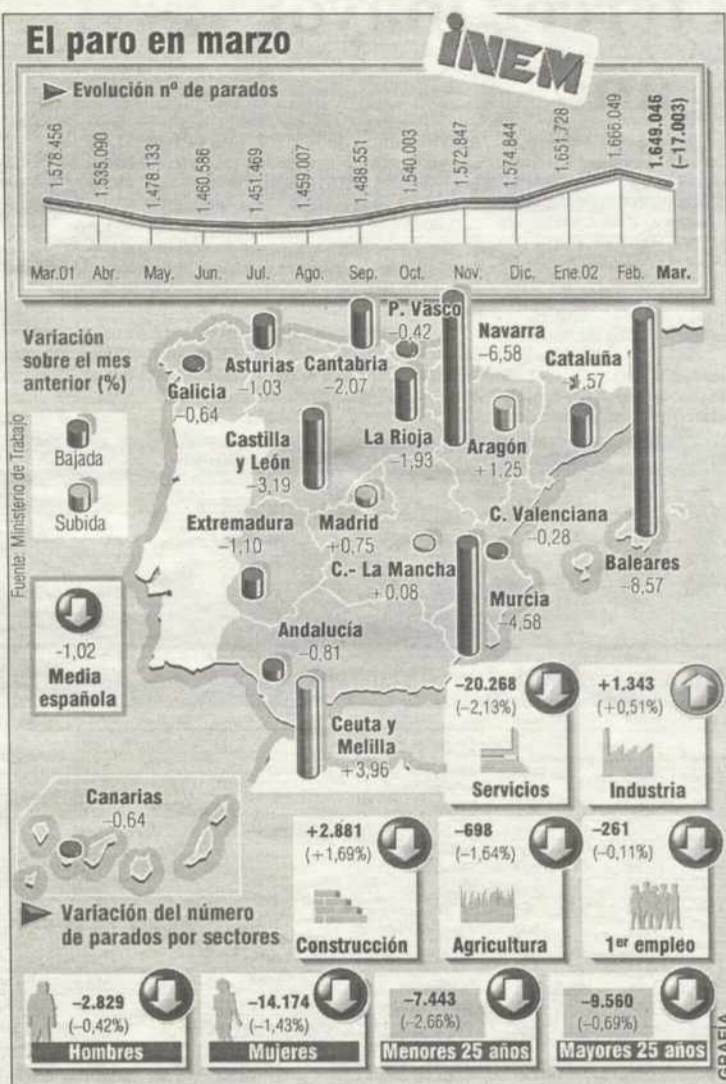 El paro en marzo
iNEM
Evolución nº de parados
1.578.456
1.535.090
1.478.133
1.460.586
1.451.469
1.459.007
1.488.551
1.540.003
1.572.847
1.574.844
1.651.728
1.666.049
1.649.046
(–17.003)
Mar.01 Abr. May. Jun. Jul. Ago. Sep. Oct. Nov. Dic. Ene.02 Feb. Mar.
Variación
sobre el mes
anterior (%)
Bajada
Subida
Fuente: Ministerio de Trabajo
-1,02
Media
española
Galicia
–0,64
Asturias
–1,03
Cantabria
–2,07
P. Vasco
–0,42
Navarra
–6,58
Cataluña
,57
Castilla
y León
–3,19
La Rioja
–1,93
Aragón
+1,25
Extremadura
–1,10
Madrid
+0,75
C.- La Mancha
+0,08
C. Valenciana
–0,28
Baleares
–8,57
Murcia
–4,58
Andalucía
–0,81
Ceuta y
Melilla
+3,96
Canarias
–0,64
Variación del número
de parados por sectores
–20.268
(–2,13%)
Servicios
+1.343
(+0,51%)
Industria
+2.881
(+1,69%)
Construcción
–698
(–1,64%)
Agricultura
–261
(–0,11%)
1er empleo
–2.829
(–0,42%)
Hombres
–14.174
(–1,43%)
Mujeres
–7.443
(–2,66%)
Menores 25 años
–9.560
(–0,69%)
Mayores 25 años
GRAFIA